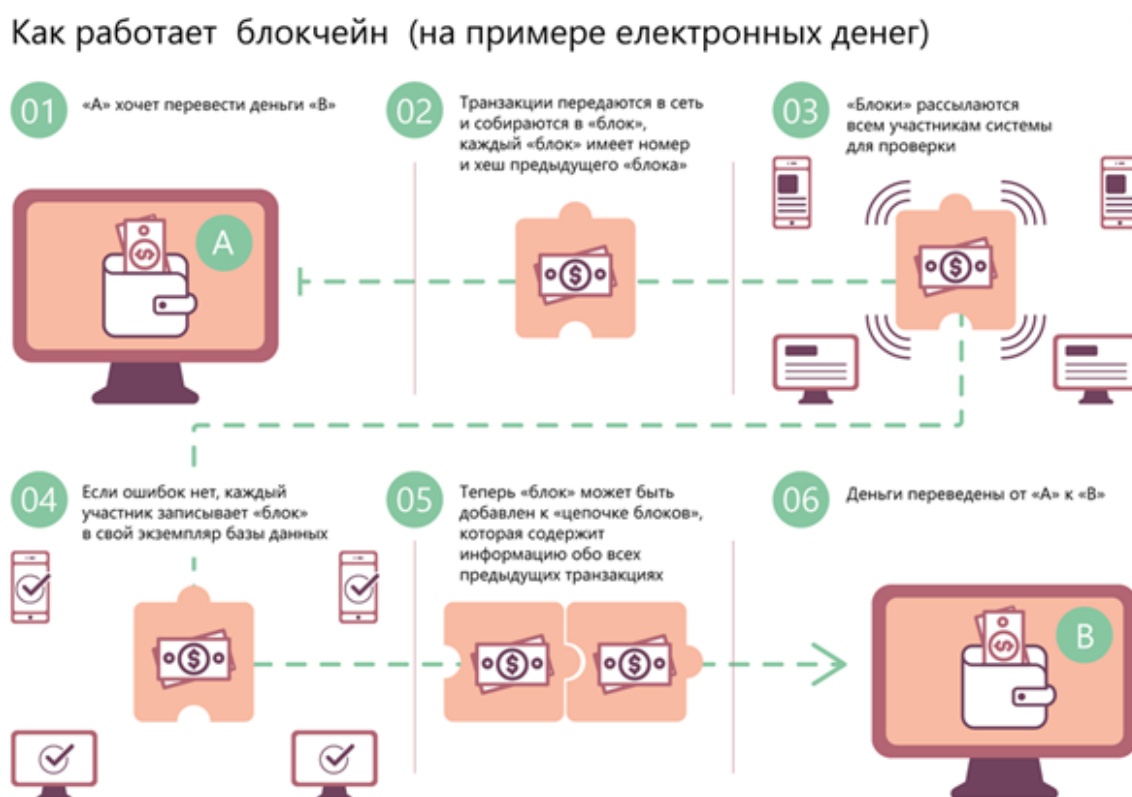 Как работает блокчейн (на примере електронных денег)
01
«А» хочет перевести деньги «В»
02
Транзакции передаются в сеть
и собираются в «блок»,
каждый «блок» имеет номер
и хеш предыдущего «блока»
03
«Блоки» рассылаются
всем участникам системы
для проверки
A
04
Если ошибок нет, каждый
участник записывает «блок»
в свой экземпляр базы данных
05
Теперь «блок» может быть
добавлен к «цепочке блоков»,
которая содержит
информацию обо всех
предыдущих транзакциях
06
Деньги переведены от «А» к «В»
B